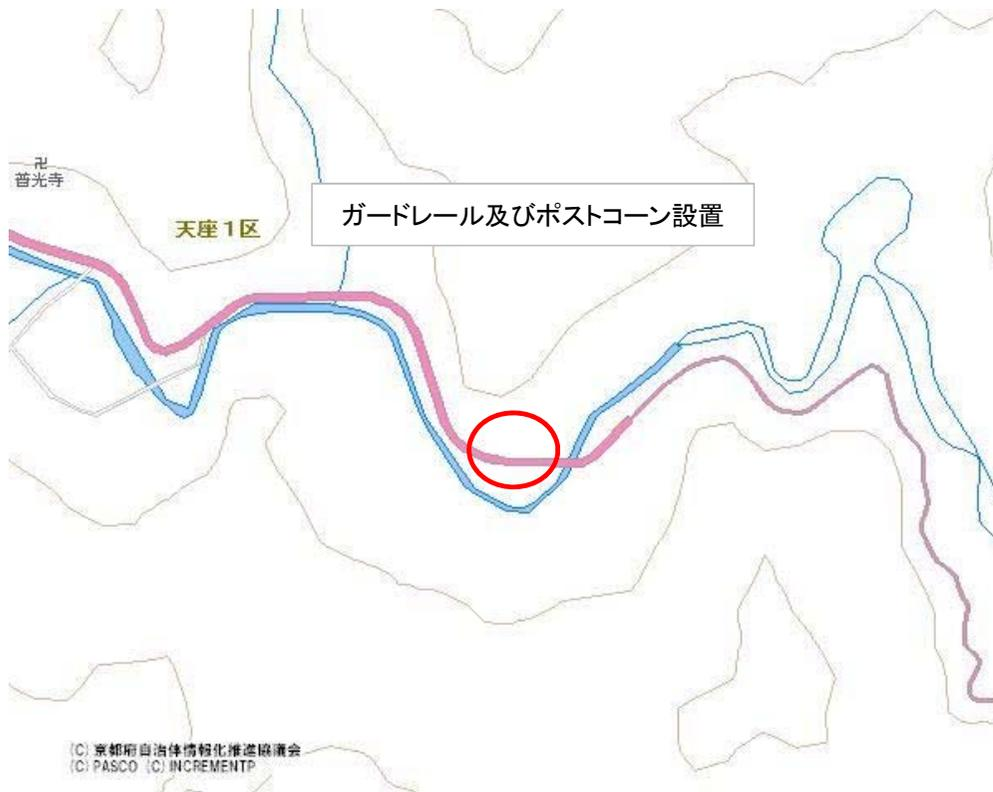 卍
普光寺
天座1区
ガードレール及びポストコーン設置
(C) 京都府自治体情報化推進協議会
(C) PASCO (C) INCREMENTP